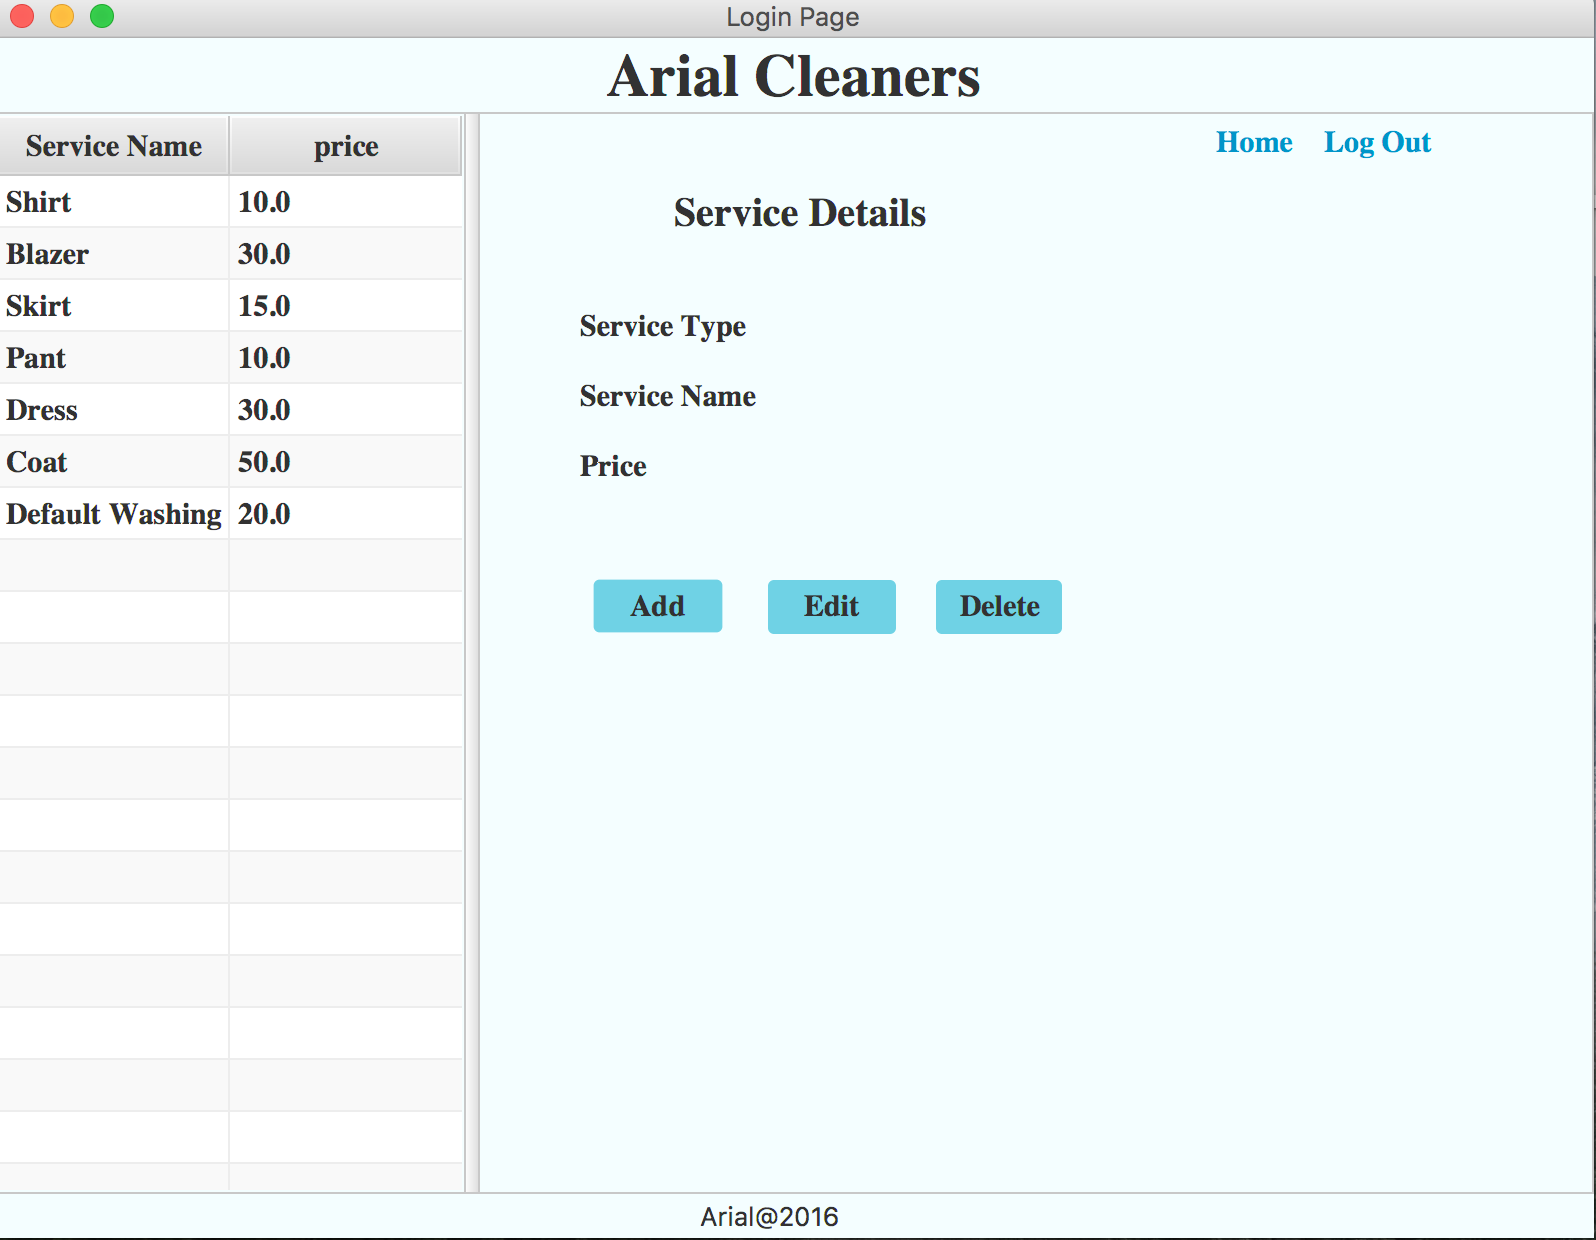 Login Page
Arial Cleaners
Service Name price
Shirt 10.0
Blazer 30.0
Skirt 15.0
Pant 10.0
Dress 30.0
Coat 50.0
Default Washing 20.0
Home Log Out
Service Details
Service Type
Service Name
Price
Add Edit Delete
Arial@2016